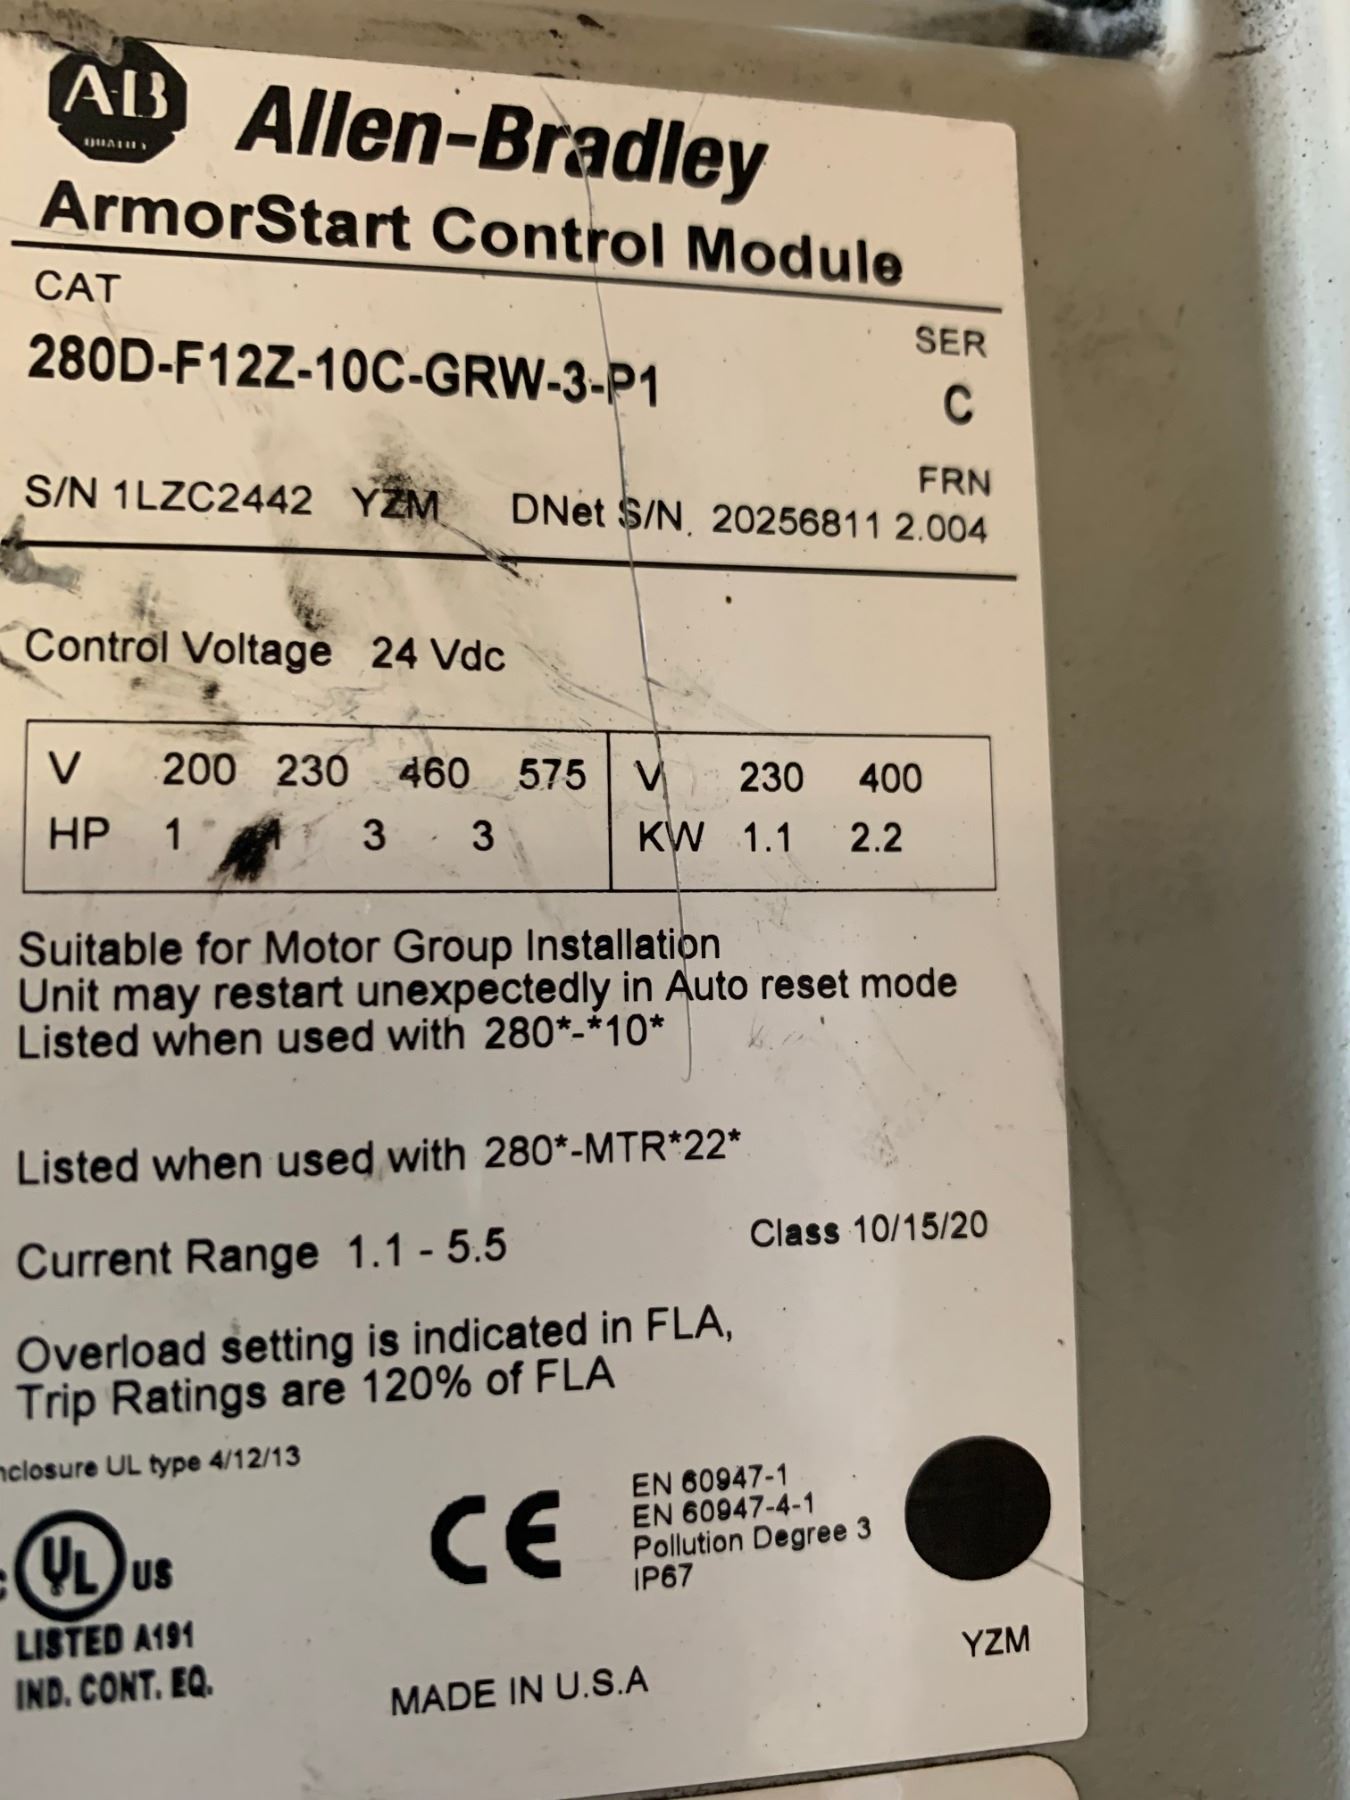 A-B
QUALITY
Allen-Bradley
ArmorStart Control Module
CAT
SER
280D-F12Z-10C-GRW-3-P1
C
FRN
S/N 1LZC2442 YZM DNet S/N. 20256811 2.004
Control Voltage 24 Vdc
V 200 230 460 575 V 230 400
HP 1 1 3 3 KW 1.1 2.2
Suitable for Motor Group Installation
Unit may restart unexpectedly in Auto reset mode
Listed when used with 280*-*10*
Listed when used with 280*-MTR*22*
Current Range 1.1 - 5.5 Class 10/15/20
Overload setting is indicated in FLA,
Trip Ratings are 120% of FLA
nclosure UL type 4/12/13
EN 60947-1
EN 60947-4-1
Pollution Degree 3
IP67
C UL US
CE
LISTED A191
IND. CONT. EQ.
YZM
MADE IN U.S.A